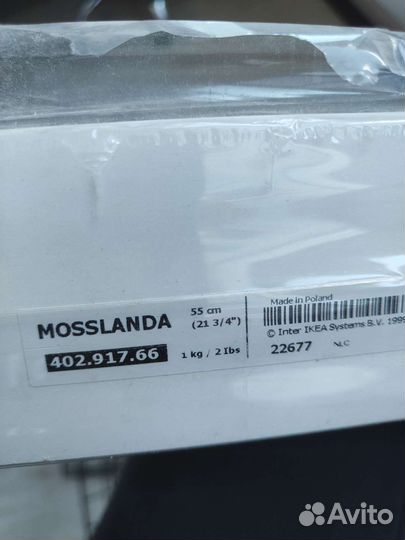 MOSSLANDA
55 cm
(21 3/4")
402.917.66
1 kg / 2 lbs
Made in Poland
© Inter IKEA Systems B.V. 1999
22677
NLC
Avito